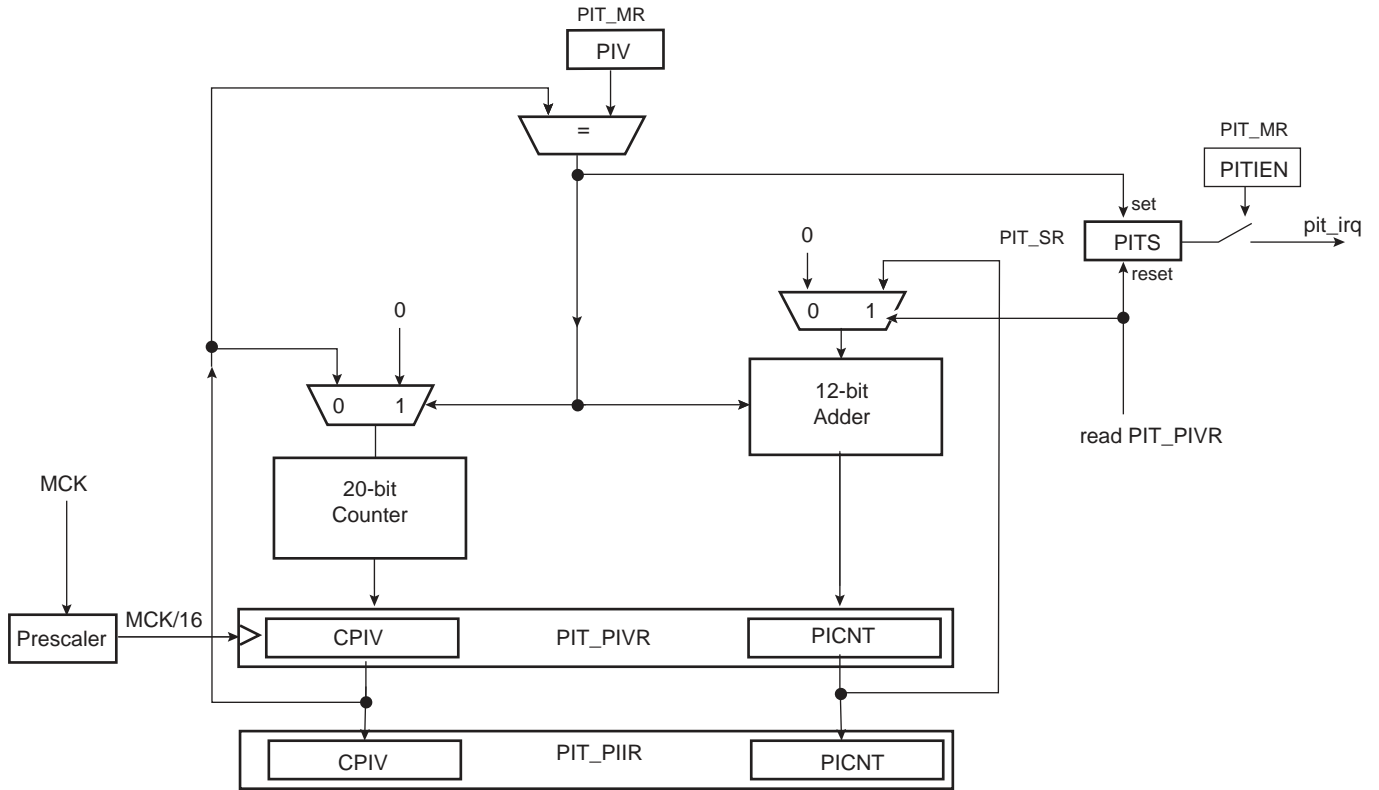 PIT_MR
PIV
=
PIT_MR
PITIEN
set
0
PIT_SR
PITS
pit_irq
reset
0
0 1
0 1
12-bit
Adder
read PIT_PIVR
MCK
20-bit
Counter
MCK/16
Prescaler
CPIV
PIT_PIVR
PICNT
CPIV
PIT_PIIR
PICNT